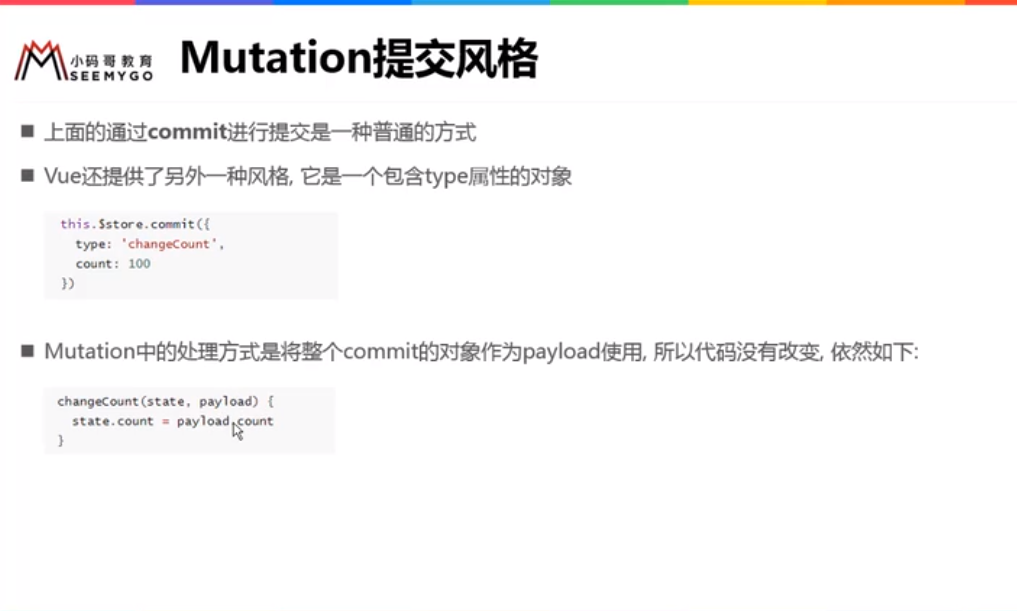 小码哥教育
SEEMYGO
Mutation提交风格
上面的通过commit进行提交是一种普通的方式
Vue还提供了另外一种风格, 它是一个包含type属性的对象
this.$store.commit({
  type: 'changeCount',
  count: 100
})
Mutation中的处理方式是将整个commit的对象作为payload使用, 所以代码没有改变, 依然如下:
changeCount(state, payload) {
  state.count = payload.count
}